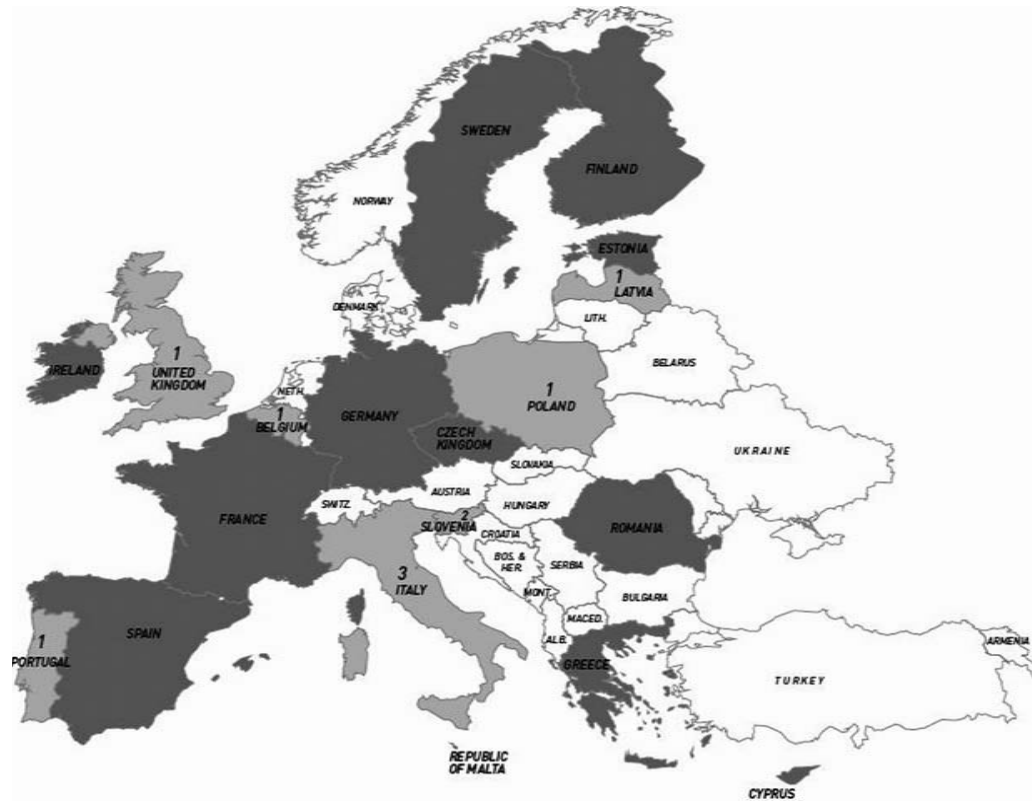 SWEDEN
FINLAND
NORWAY
ESTONIA
1
LATVIA
DENMARK
LITH.
BELARUS
1
UNITED
KINGDOM
IRELAND
NETH.
1
BELGIUM
GERMANY
1
POLAND
CZECH
KINGDOM
UKRAINE
SLOVAKIA
AUSTRIA
SWITZ.
HUNGARY
FRANCE
2
SLOVENIA
CROATIA
ROMANIA
BOS. &
HER.
SERBIA
3
ITALY
MONT.
BULGARIA
MACED.
ALB.
1
PORTUGAL
SPAIN
GREECE
ARMENIA
TURKEY
REPUBLIC
OF MALTA
CYPRUS